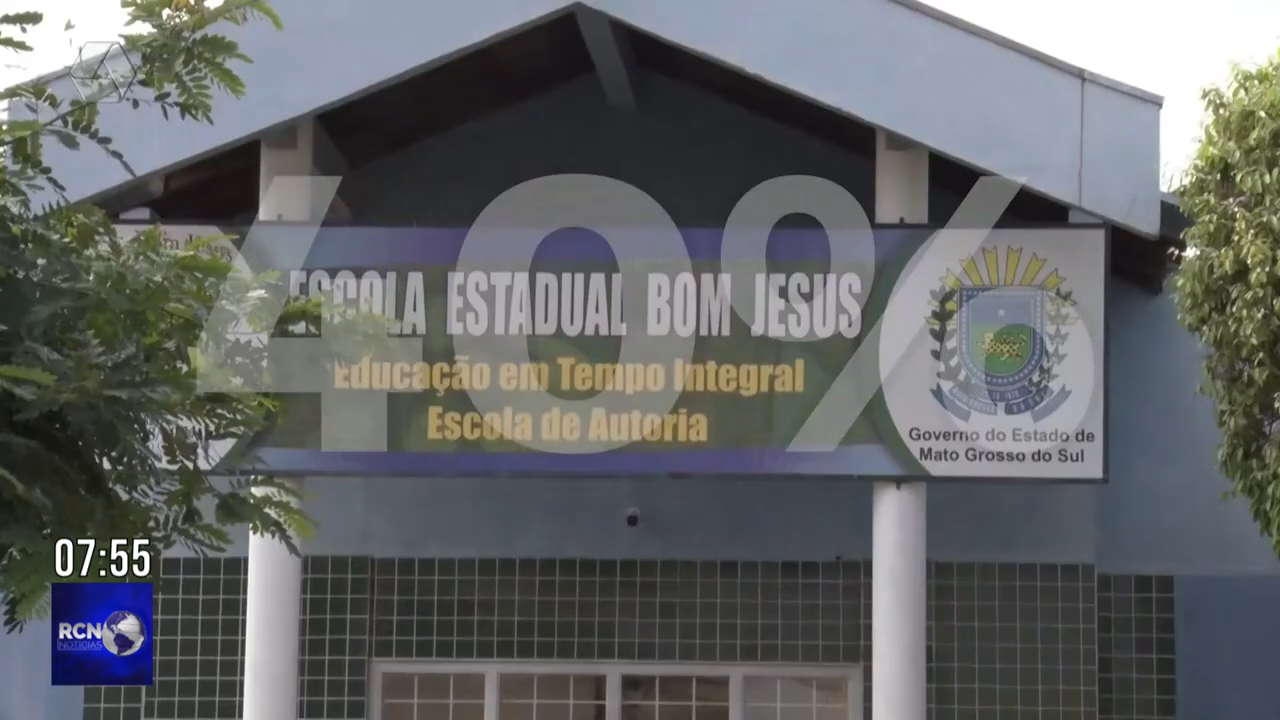 40%
ESCOLA ESTADUAL BOM JESUS
Educação em Tempo Integral
Escola de Autoria
Governo do Estado de
Mato Grosso do Sul
07:55
RCN
NOTÍCIAS